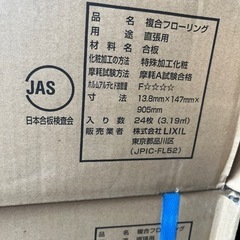 品名 複合フローリング
用途 直張用
材料名 合板
化粧加工の方法 特殊加工化粧
摩耗試験方法 摩耗A試験合格
ホルムアルデヒド放散量 F☆☆☆☆
寸法 13.8mm×147mm×
905mm
入り数 24枚(3.19㎡)
販売業者 株式会社 LIXIL
東京都品川区
(JPIC-FL52)
JAS
日本合板検査会
品名 複合フローリング
用途 直張用